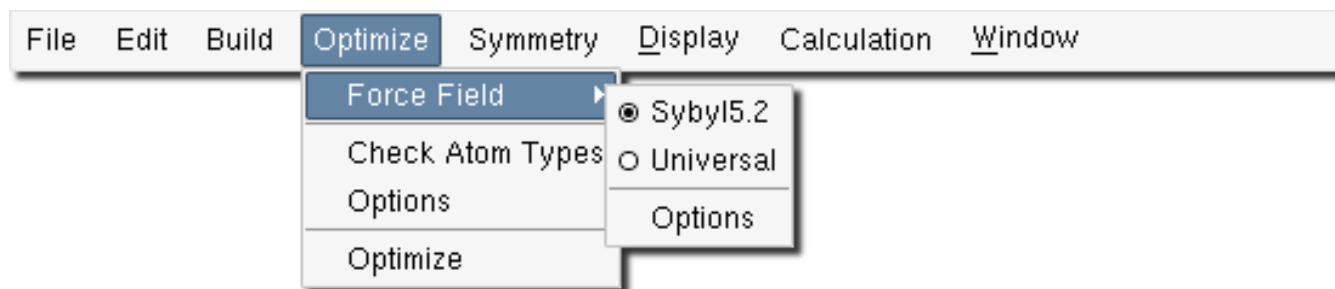 File Edit Build Optimize Symmetry Display Calculation Window
Force Field
Sybyl5.2
Check Atom Types
Universal
Options
Options
Optimize